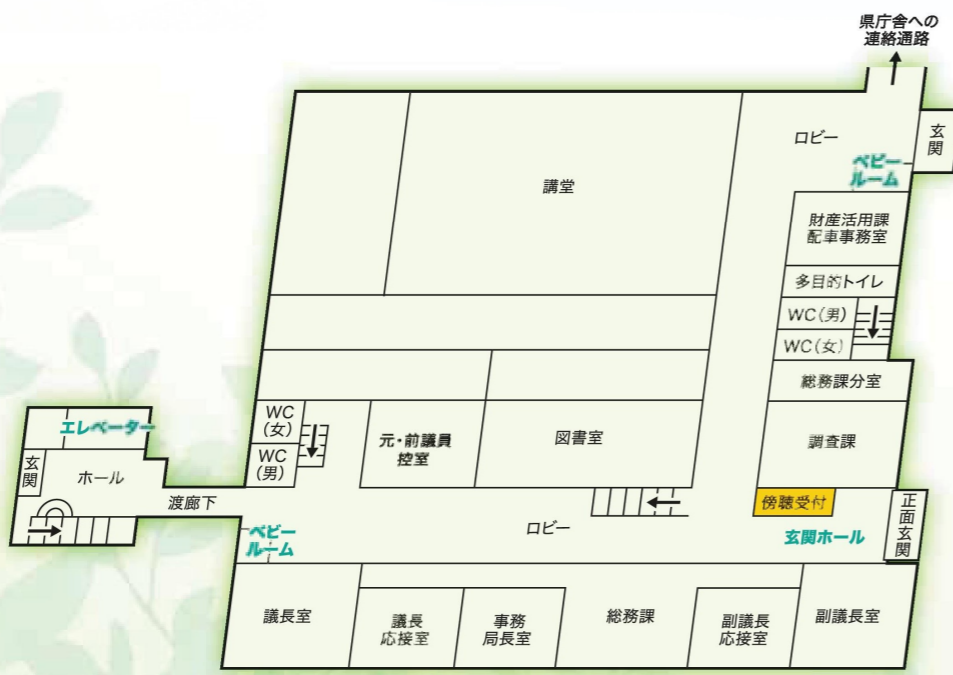 県庁舎への
連絡通路
ロビー
玄
関
ベビー
ルーム
講堂
財産活用課
配車事務室
多目的トイレ
WC(男)
WC(女)
総務課分室
調査課
傍聴受付
正
面
玄
関
玄関ホール
WC
(女)
WC
(男)
元・前議員
控室
図書室
エレベーター
玄
関
ホール
渡廊下
ロビー
ベビー
ルーム
議長室
議長
応接室
事務
局長室
総務課
副議長
応接室
副議長室